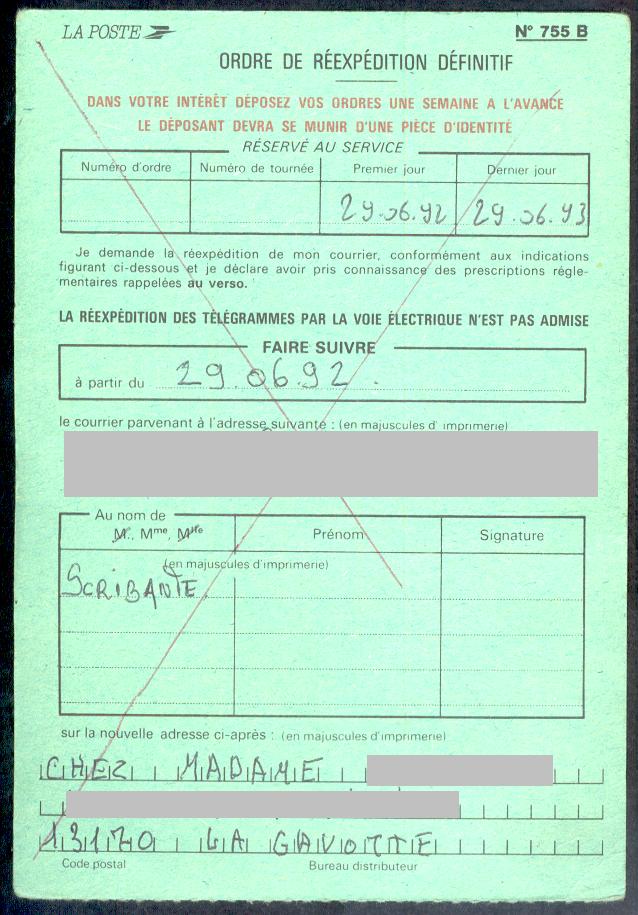 LA POSTE
N° 755 B
ORDRE DE RÉEXPÉDITION DÉFINITIF
DANS VOTRE INTÉRÊT DÉPOSEZ VOS ORDRES UNE SEMAINE A L'AVANCE
LE DÉPOSANT DEVRA SE MUNIR D'UNE PIÈCE D'IDENTITÉ
RÉSERVÉ AU SERVICE
Numéro d'ordre Numéro de tournée Premier jour Dernier jour
29.06.92 29.06.93
Je demande la réexpédition de mon courrier, conformément aux indications
figurant ci-dessous et je déclare avoir pris connaissance des prescriptions régle-
mentaires rappelées au verso.
LA RÉEXPÉDITION DES TÉLÉGRAMMES PAR LA VOIE ÉLECTRIQUE N'EST PAS ADMISE
FAIRE SUIVRE
à partir du 29.06.92.
le courrier parvenant à l'adresse suivante : (en majuscules d'imprimerie)
Au nom de
M., Mme, Mlle Prénom Signature
(en majuscules d'imprimerie)
SCRIBANTE
sur la nouvelle adresse ci-après : (en majuscules d'imprimerie)
CHEZ MADAME
13170 LA GAVOTTE
Code postal Bureau distributeur